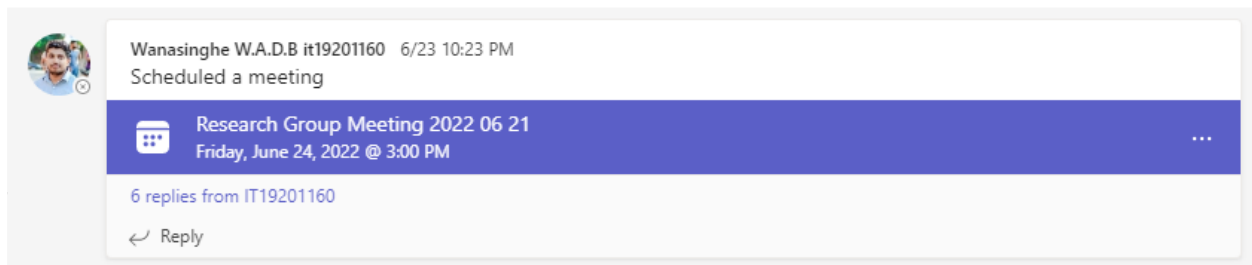 Wanasinghe W.A.D.B it19201160 6/23 10:23 PM
Scheduled a meeting
Research Group Meeting 2022 06 21
Friday, June 24, 2022 @ 3:00 PM
6 replies from IT19201160
Reply